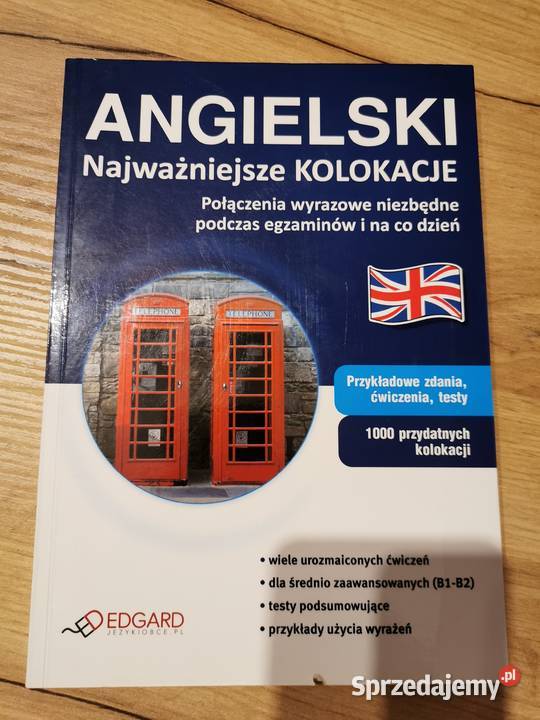 ANGIELSKI
Najważniejsze KOLOKACJE
Połączenia wyrazowe niezbędne
podczas egzaminów i na co dzień
TELEPHONE
TELEPHONE
Przykładowe zdania,
ćwiczenia, testy
1000 przydatnych
kolokacji
• wiele urozmaiconych ćwiczeń
• dla średnio zaawansowanych (B1-B2)
• testy podsumowujące
• przykłady użycia wyrażeń
EDGARD
JEZYKIOBCE.PL
Sprzedajemy.pl